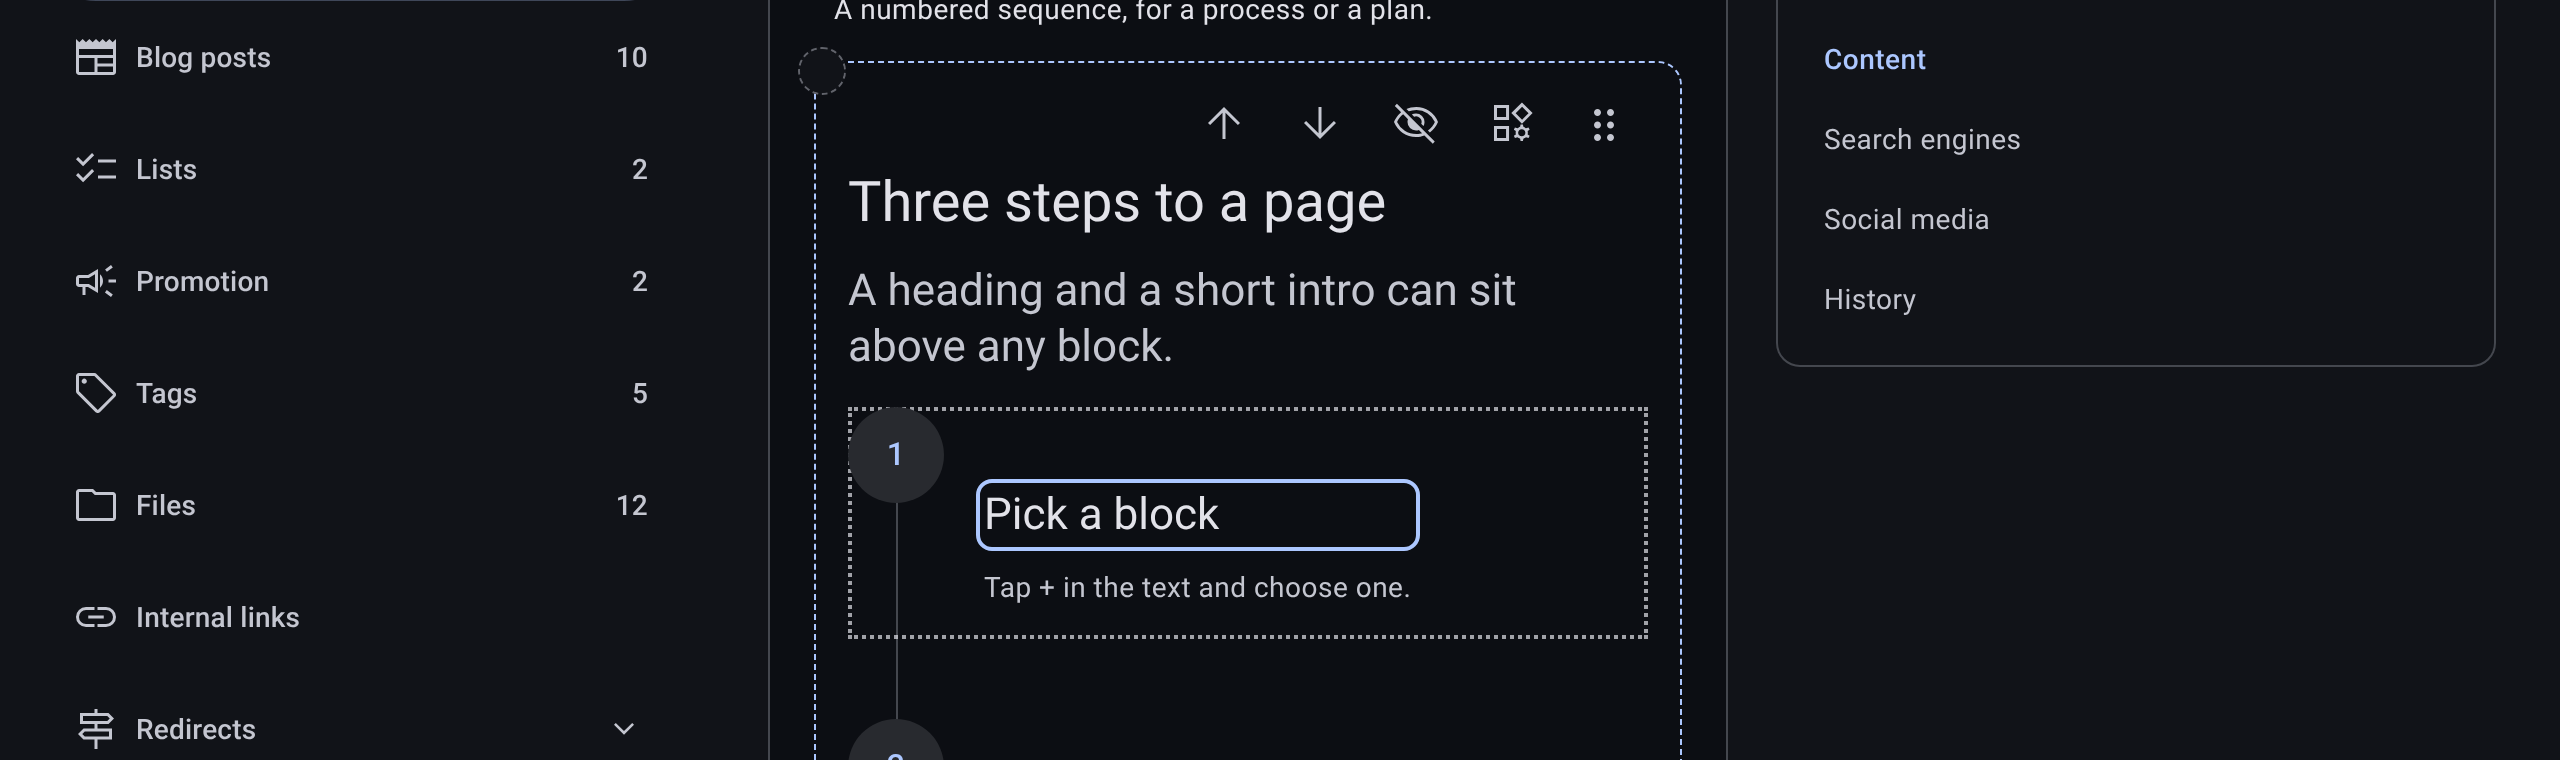 A numbered sequence, for a process or a plan.
Blog posts 10
Lists 2
Promotion 2
Tags 5
Files 12
Internal links
Redirects
Three steps to a page
A heading and a short intro can sit
above any block.
1
Pick a block
Tap + in the text and choose one.
Content
Search engines
Social media
History